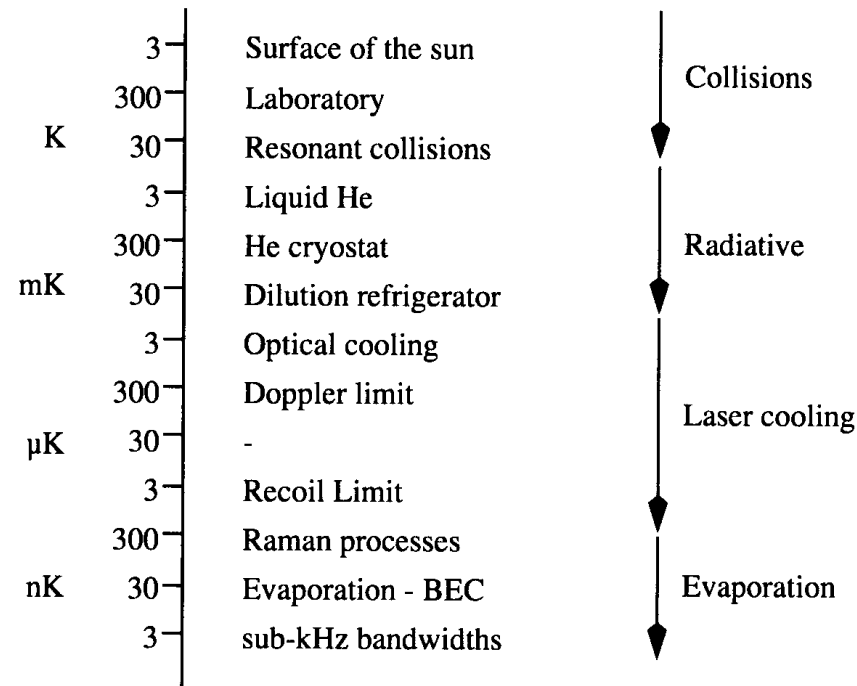 3 Surface of the sun
Collisions
300 Laboratory
K 30 Resonant collisions
3 Liquid He
300 He cryostat Radiative
mK 30 Dilution refrigerator
3 Optical cooling
300 Doppler limit
Laser cooling
µK 30 -
3 Recoil Limit
300 Raman processes
nK 30 Evaporation - BEC Evaporation
3 sub-kHz bandwidths